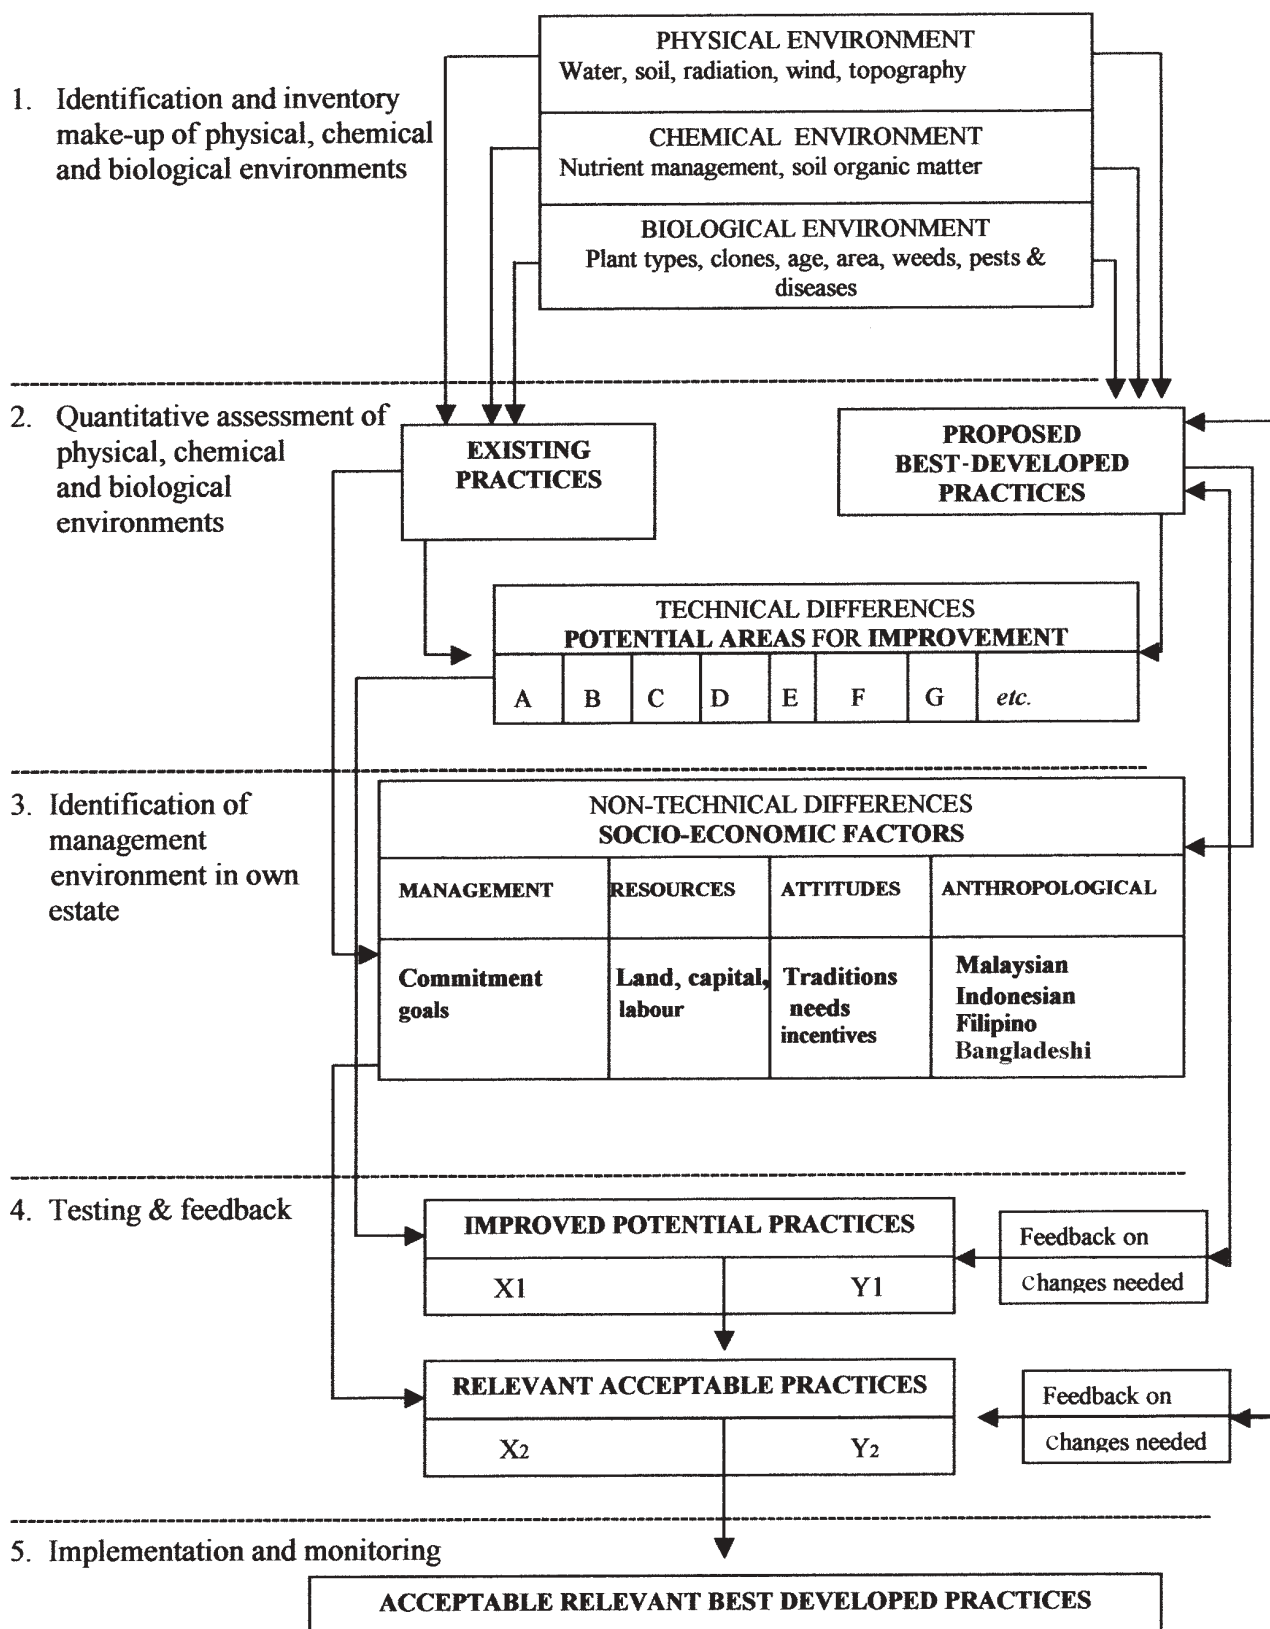 PHYSICAL ENVIRONMENT
Water, soil, radiation, wind, topography
1. Identification and inventory
make-up of physical, chemical
and biological environments
CHEMICAL ENVIRONMENT
Nutrient management, soil organic matter
BIOLOGICAL ENVIRONMENT
Plant types, clones, age, area, weeds, pests &
diseases
2. Quantitative assessment of
physical, chemical
and biological
environments
EXISTING
PRACTICES
PROPOSED
BEST-DEVELOPED
PRACTICES
TECHNICAL DIFFERENCES
POTENTIAL AREAS FOR IMPROVEMENT
A B C D E F G etc.
3. Identification of
management
environment in own
estate
NON-TECHNICAL DIFFERENCES
SOCIO-ECONOMIC FACTORS
MANAGEMENT RESOURCES ATTITUDES ANTHROPOLOGICAL
Commitment
goals
Land, capital,
labour
Traditions
needs
incentives
Malaysian
Indonesian
Filipino
Bangladeshi
4. Testing & feedback
IMPROVED POTENTIAL PRACTICES
X1 Y1
Feedback on
Changes needed
RELEVANT ACCEPTABLE PRACTICES
X2 Y2
Feedback on
Changes needed
5. Implementation and monitoring
ACCEPTABLE RELEVANT BEST DEVELOPED PRACTICES